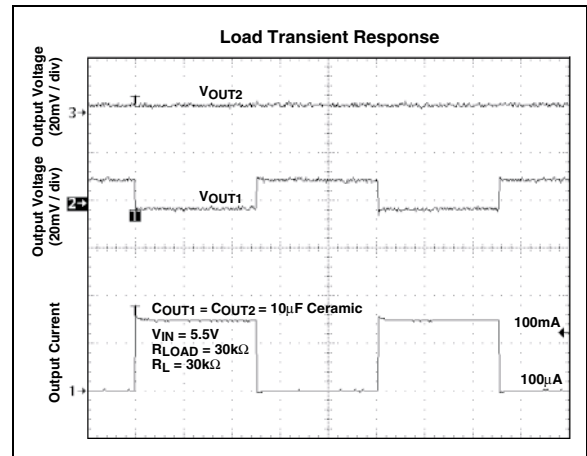 Load Transient Response
Output Voltage
(20mV / div)
3
VOUT2
T
Output Voltage
(20mV / div)
2
VOUT1
T
Output Current
T
COUT1 = COUT2 = 10μF Ceramic
VIN = 5.5V
RLOAD = 30kΩ
RL = 30kΩ
100mA
1
100μA